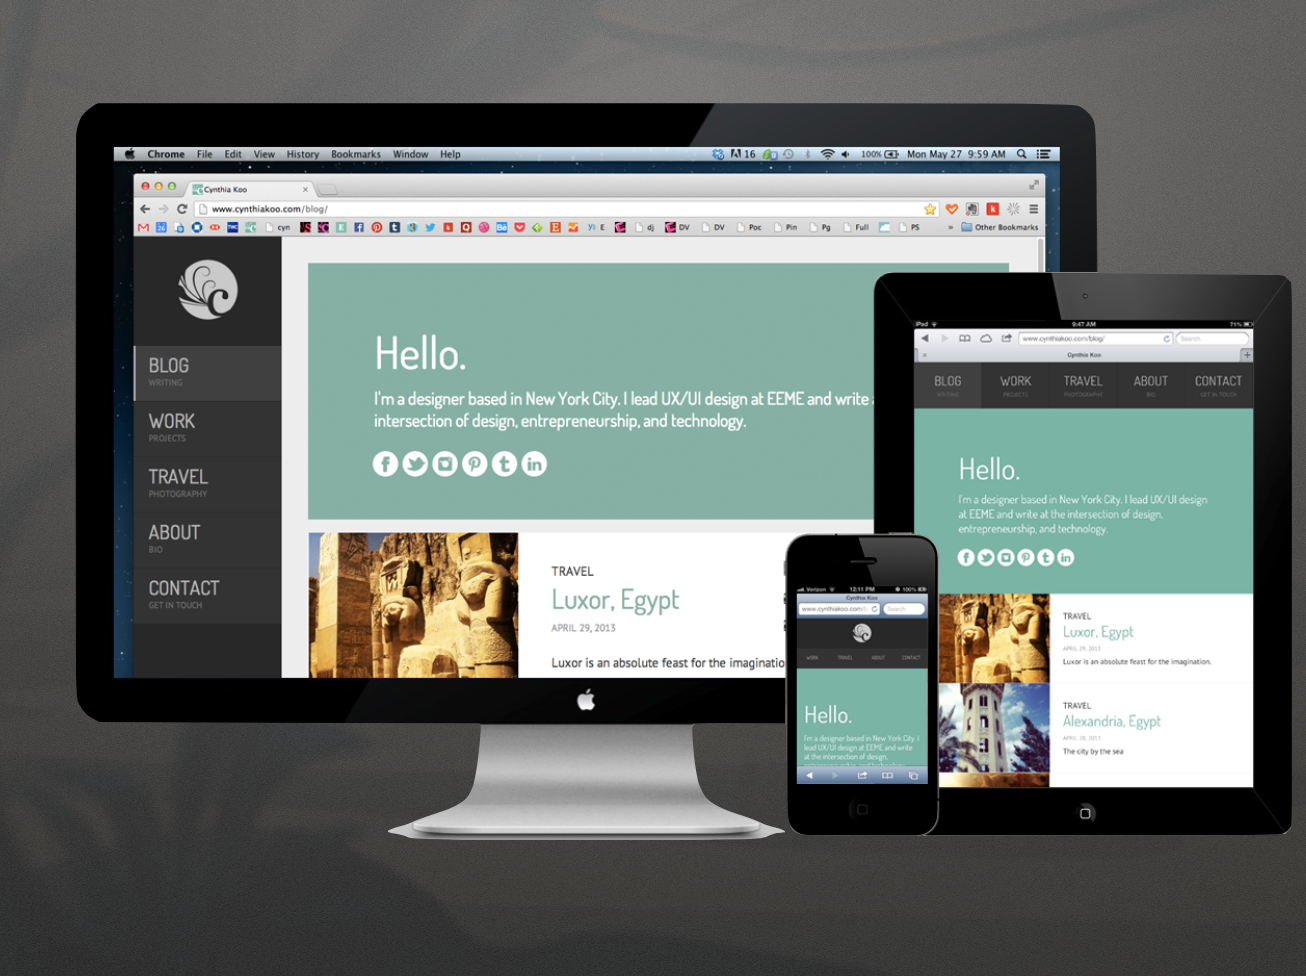 Chrome File Edit View History Bookmarks Window Help
16 100% Mon May 27 9:59 AM
Cynthia Koo
www.cynthiakoo.com/blog/
cyn E dj DV DV Poc Pin Pg Full PS » Other Bookmarks
BLOG
WRITING
WORK
PROJECTS
TRAVEL
PHOTOGRAPHY
ABOUT
BIO
CONTACT
GET IN TOUCH
Hello.
I'm a designer based in New York City. I lead UX/UI design at EEME and write
intersection of design, entrepreneurship, and technology.
TRAVEL
Luxor, Egypt
APRIL 29, 2013
Luxor is an absolute feast for the imaginatio
iPad 9:47 AM 71%
www.cynthiakoo.com/blog/ Search
Cynthia Koo
BLOG WORK TRAVEL ABOUT CONTACT
WRITING PROJECTS PHOTOGRAPHY BIO GET IN TOUCH
Hello.
I'm a designer based in New York City. I lead UX/UI design
at EEME and write at the intersection of design,
entrepreneurship, and technology.
TRAVEL
Luxor, Egypt
APRIL 29, 2013
Luxor is an absolute feast for the imagination.
TRAVEL
Alexandria, Egypt
APRIL 28, 2013
The city by the sea
Verizon 12:11 PM 100%
Cynthia Koo
www.cynthiakoo.com/ Search
WORK TRAVEL ABOUT CONTACT
Hello.
I'm a designer based in New York City. I
lead UX/UI design at EEME and write
at the intersection of design,
entrepreneurship, and technology.